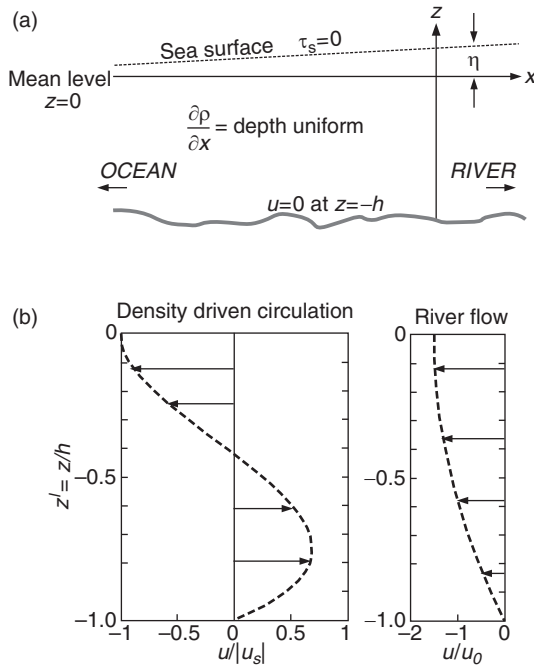 (a)
z
Sea surface
τs=0
η
Mean level
z=0
x
∂ρ/∂x = depth uniform
OCEAN
RIVER
u=0 at z=−h
(b)
Density driven circulation
River flow
0
−0.5
−1.0
z^I = z/h
−1
−0.5
0
0.5
1
u/|us|
0
−0.5
−1.0
−2
−1
0
u/u0